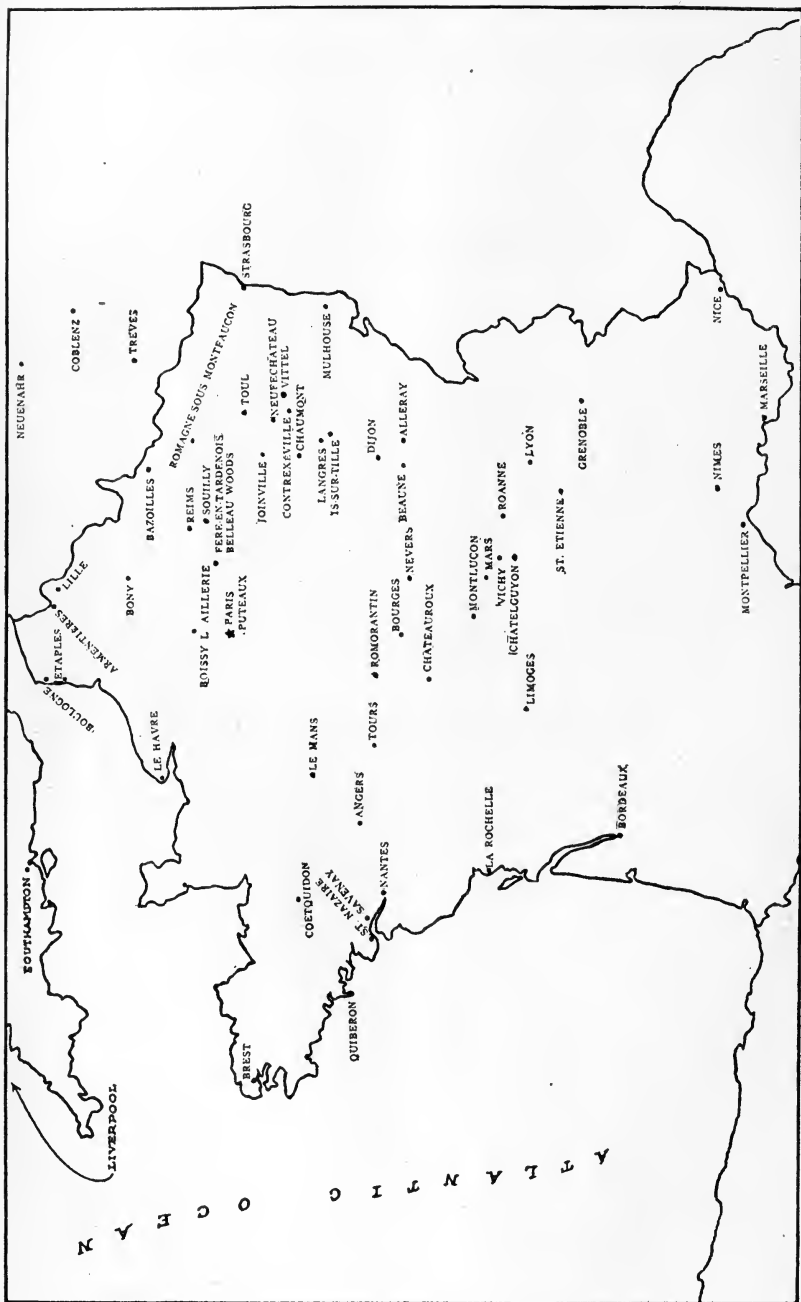 NEUENAHR
COBLENZ
TREVES
STRASBOURG
LIVERPOOL
SOUTHAMPTON
BOULOGNE
ETAPLES
ARMENTIERES
LILLE
LE HAVRE
BONY
BAZOILLES
ROMAGNE SOUS MONTFAUCON
BOISSY L AILLERIE
REIMS
SOUILLY
FERE-EN-TARDENOIS
BELLEAU WOODS
PARIS
PUTEAUX
TOUL
JOINVILLE
NEUFECHATEAU
CONTREXÉVILLE
VITTEL
CHAUMONT
LANGRES
IS-SUR-TILLE
MULHOUSE
BREST
COETQUIDON
LE MANS
QUIBERON
ST. NAZAIRE
SAVENAY
NANTES
ANGERS
TOURS
ROMORANTIN
BOURGES
NEVERS
BEAUNE
DIJON
ALLERAY
CHATEAUROUX
MONTLUCON
MARS
VICHY
CHÂTELGUYON
ROANNE
LYON
LIMOGES
LA ROCHELLE
ST. ETIENNE
GRENOBLE
BORDEAUX
MONTPELLIER
NIMES
MARSEILLE
NICE
ATLANTIC OCEAN